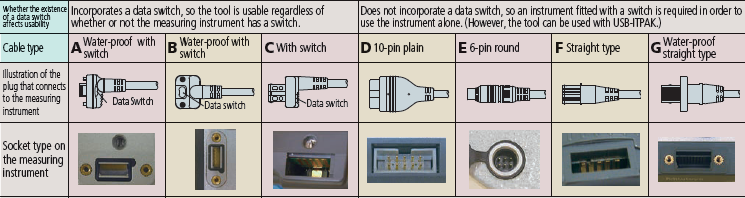 Whether the existence
of a data switch
affects usability
Incorporates a data switch, so the tool is usable regardless of
whether or not the measuring instrument has a switch.
Does not incorporate a data switch, so an instrument fitted with a switch is required in order to
use the instrument alone. (However, the tool can be used with USB-ITPAK.)
Cable type
A Water-proof with
switch
B Water-proof with
switch
C With switch
D 10-pin plain
E 6-pin round
F Straight type
G Water-proof
straight type
Illustration of the
plug that connects
to the measuring
instrument
Data Switch
Data switch
Data switch
Socket type on
the measuring
instrument